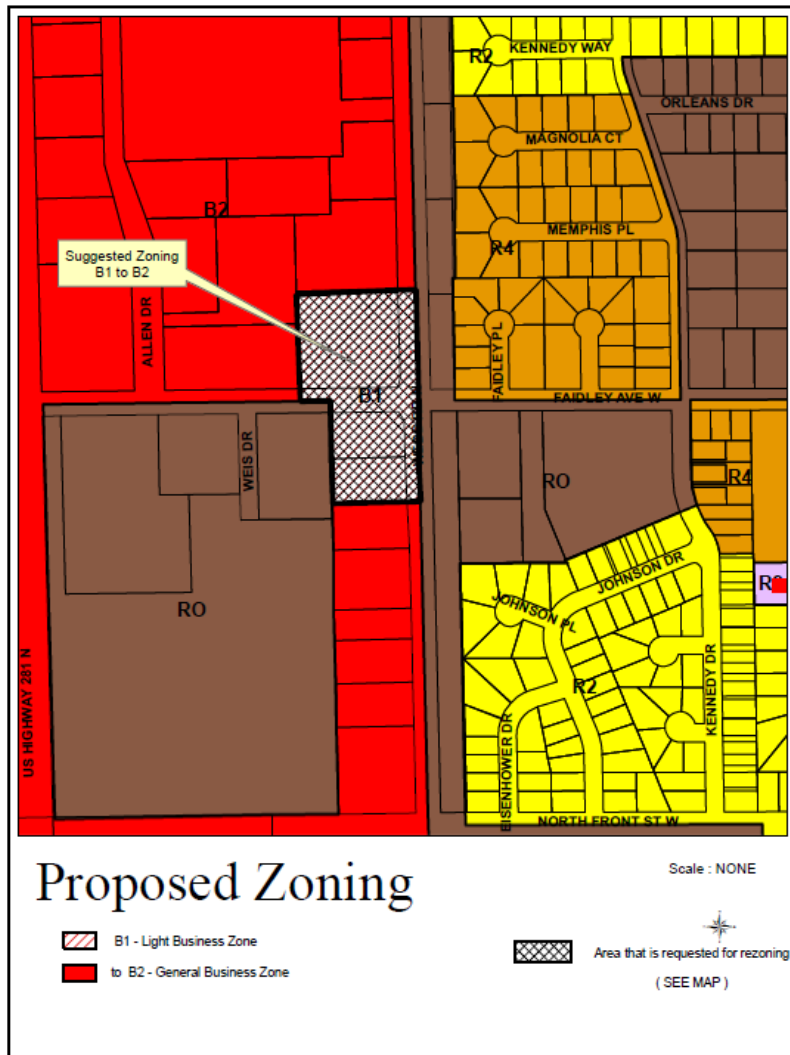 KENNEDY WAY
R2
ORLEANS DR
MAGNOLIA CT
B2
MEMPHIS PL
R4
Suggested Zoning
B1 to B2
ALLEN DR
FAIDLEY PL
B1
FAIDLEY AVE W
WEIS DR
RO
R4
JOHNSON DR
JOHNSON PL
RO
R2
KENNEDY DR
US HIGHWAY 281 N
EISENHOWER DR
NORTH FRONT ST W
Proposed Zoning
Scale : NONE
B1 - Light Business Zone
to B2 - General Business Zone
Area that is requested for rezoning
( SEE MAP )